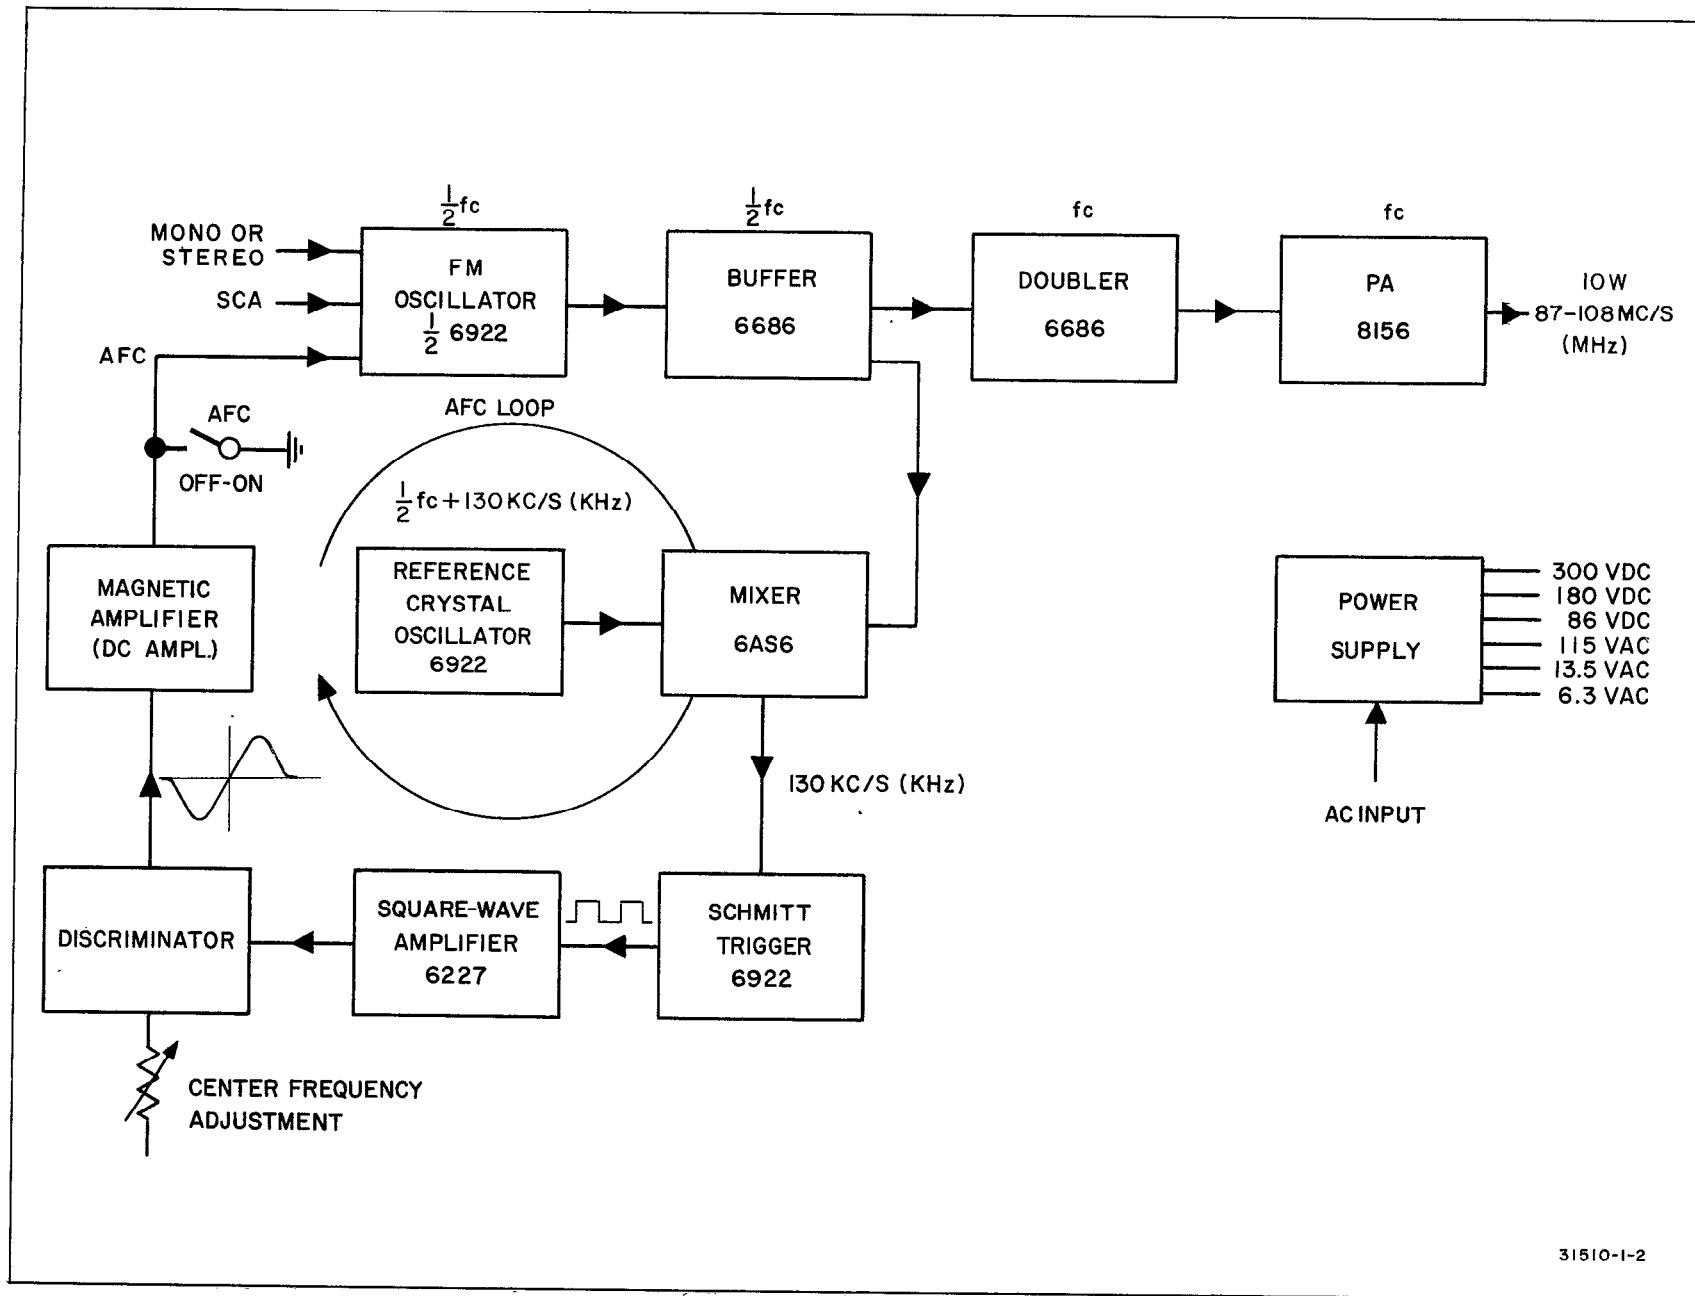 ½fc
½fc
fc
fc
MONO OR
STEREO
SCA
AFC
FM
OSCILLATOR
½ 6922
BUFFER
6686
DOUBLER
6686
PA
8156
10W
87-108 MC/S
(MHz)
AFC
OFF-ON
AFC LOOP
½fc+130 KC/S (KHz)
MAGNETIC
AMPLIFIER
(DC AMPL.)
REFERENCE
CRYSTAL
OSCILLATOR
6922
MIXER
6AS6
POWER
SUPPLY
300 VDC
180 VDC
86 VDC
115 VAC
13.5 VAC
6.3 VAC
AC INPUT
130 KC/S (KHz)
DISCRIMINATOR
SQUARE-WAVE
AMPLIFIER
6227
SCHMITT
TRIGGER
6922
CENTER FREQUENCY
ADJUSTMENT
31510-1-2